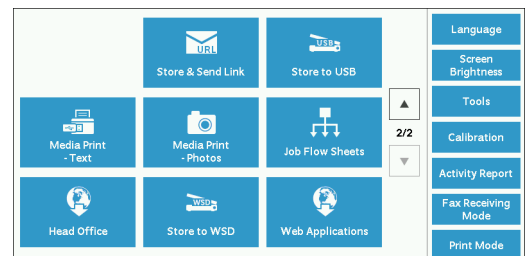 URL
Store & Send Link
USB
Store to USB
Media Print
- Text
Media Print
- Photos
Job Flow Sheets
2/2
Head Office
WSD
Store to WSD
Web Applications
Language
Screen
Brightness
Tools
Calibration
Activity Report
Fax Receiving
Mode
Print Mode